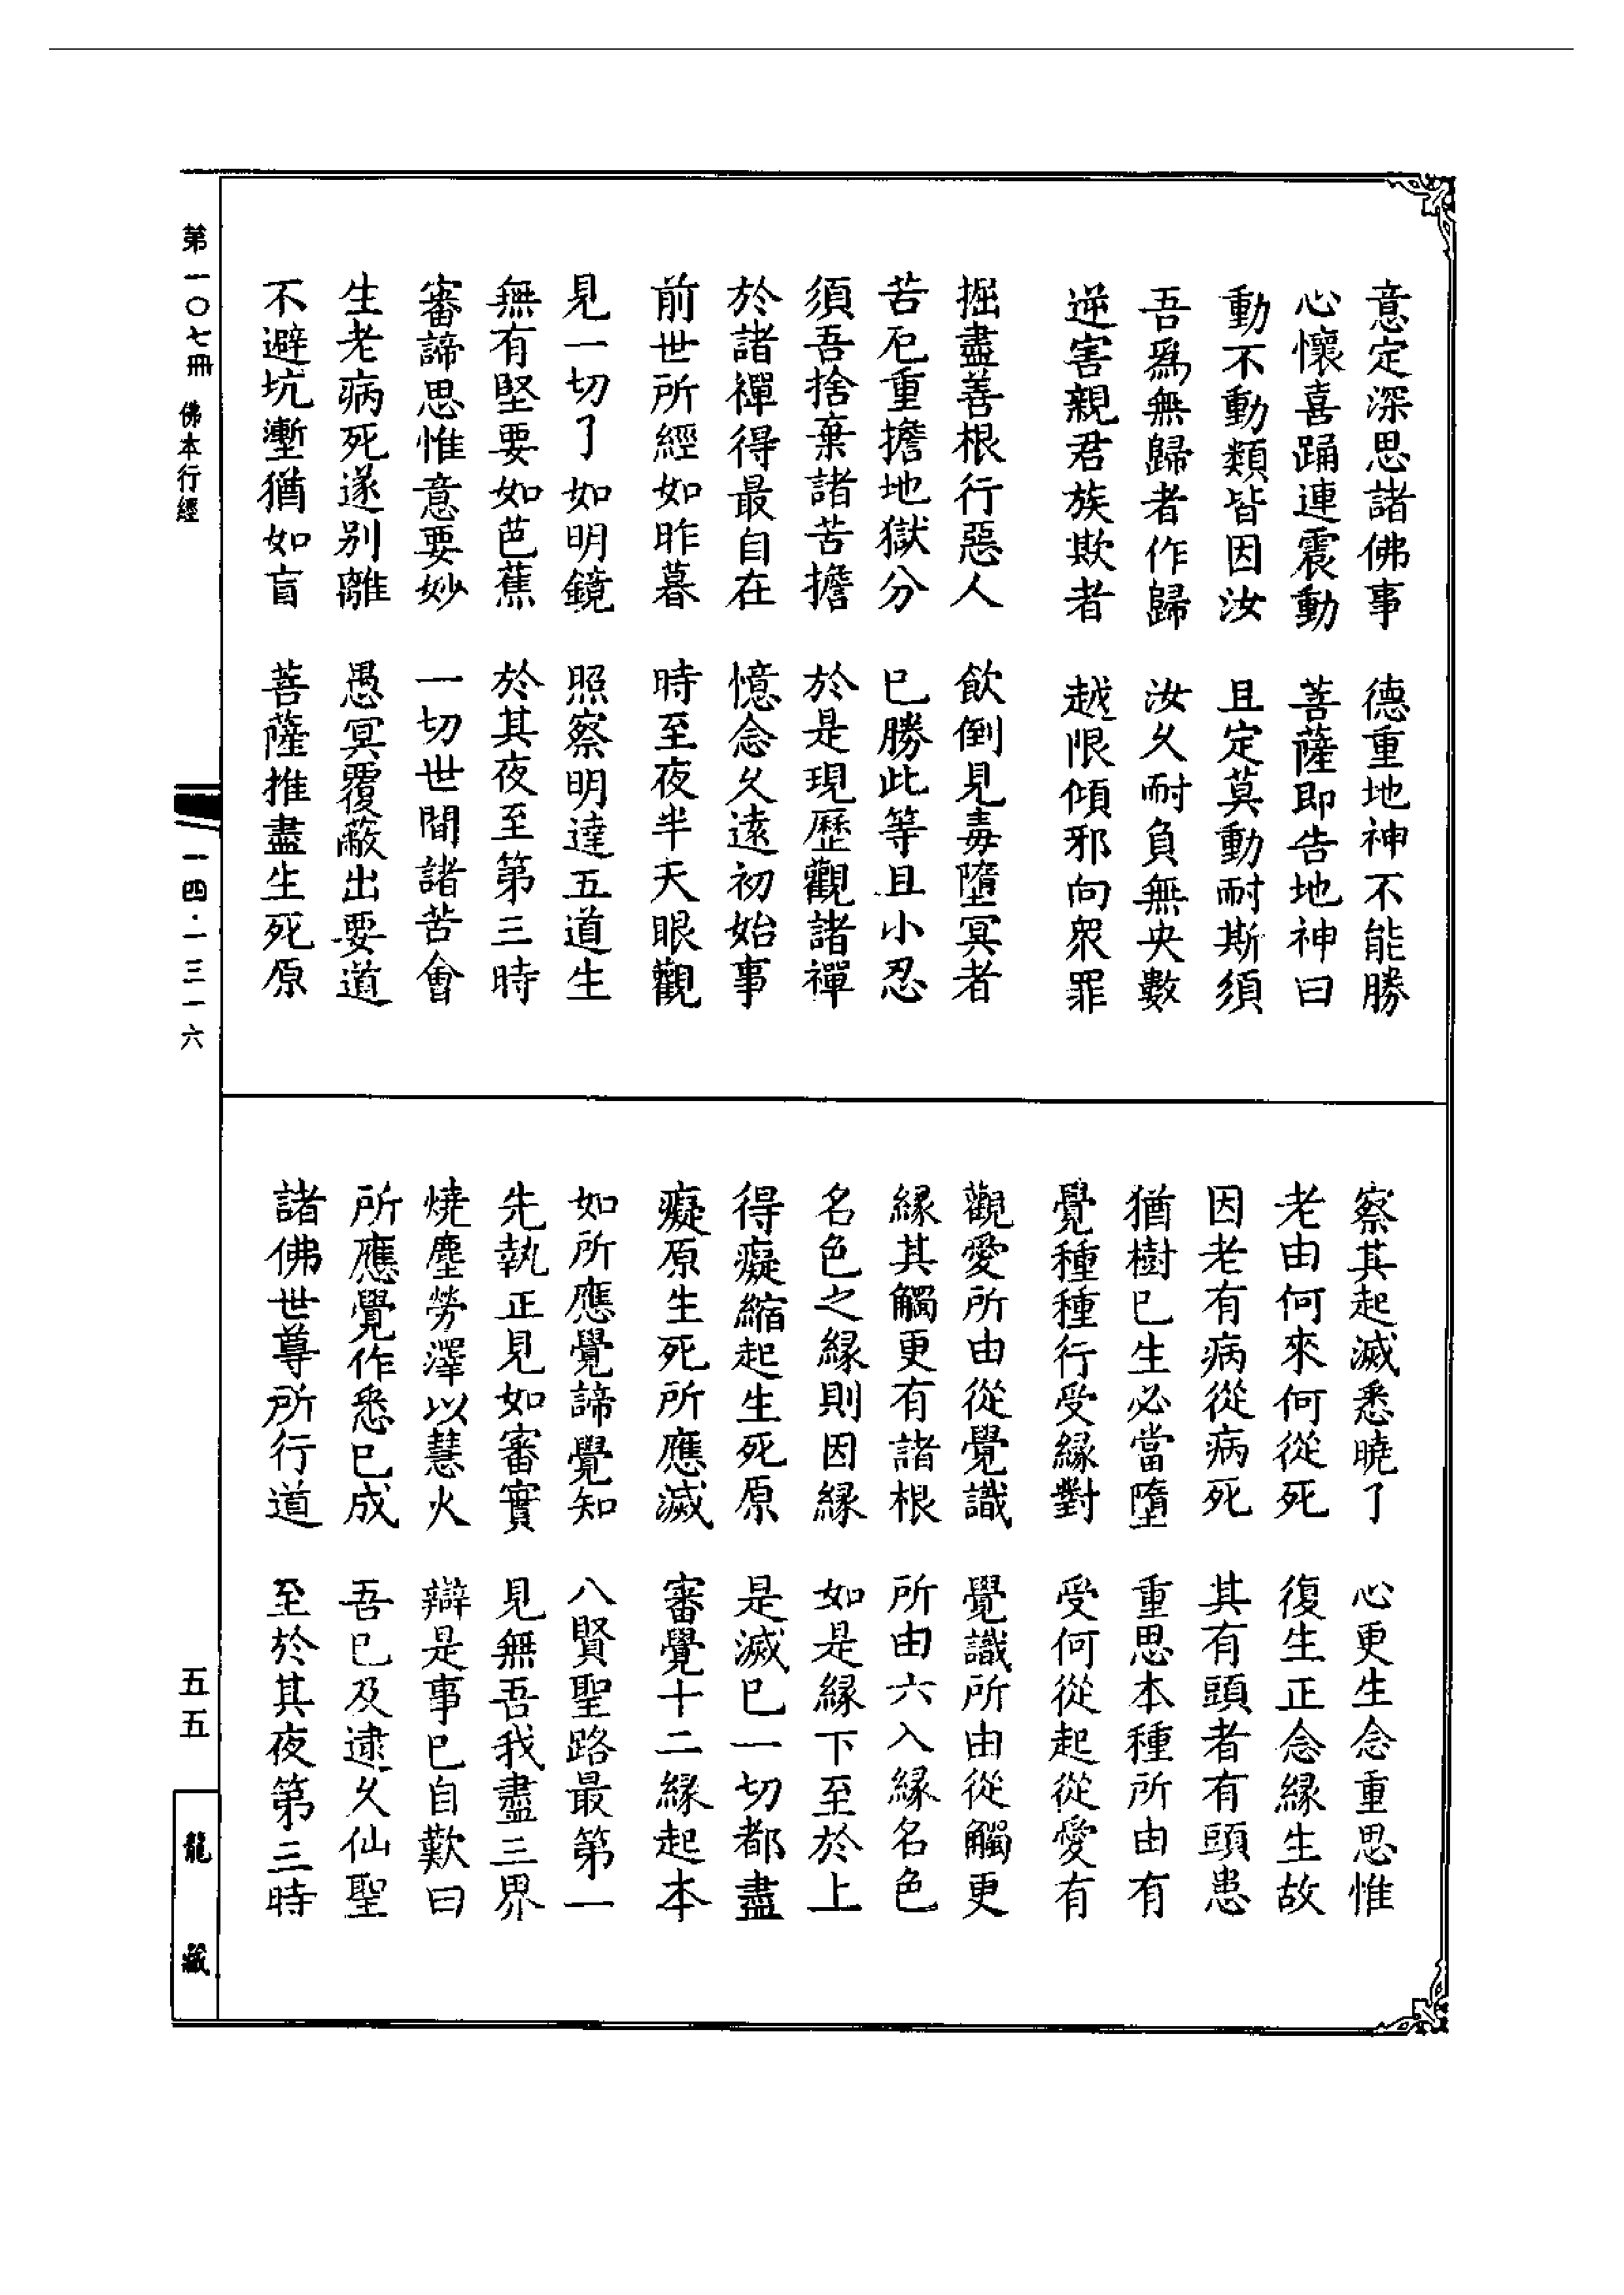 意定深思諸佛事　德重地神不能勝
心懷喜踊連震動　菩薩即告地神曰
動不動類皆因汝　且定莫動耐斯須
吾爲無歸者作歸　汝久耐負無央數
逆害親君族欺者　越限傾邪向衆罪
掘盡善根行惡人　飲倒見毒墮冥者
苦厄重擔地獄分　已勝此等且小忍
須吾捨棄諸苦擔　於是現歷觀諸禪
於諸禪得最自在　憶念久遠初始事
前世所經如昨暮　時至夜半天眼觀
見一切了如明鏡　照察明達五道生
無有堅要如芭蕉　於其夜至第三時
審諦思惟意要妙　一切世間諸苦會
生老病死遂别離　愚冥覆蔽出要道
不避坑壍猶如盲　菩薩推盡生死原
察其起滅悉曉了　心更生念重思惟
老由何來何從死　復生正念緣生故
因老有病從病死　其有頭者有頭患
猶樹已生必當墮　重思本種所由有
覺種種行受緣對　受何從起從愛有
觀愛所由從覺識　覺識所由從觸更
緣其觸更有諸根　所由六入緣名色
名色之緣則因緣　如是緣下至於上
得癡縮起生死原　是滅已一切都盡
癡原生死所應滅　審覺十二緣起本
如所應覺諦覺知　八賢聖路最第一
先執正見如審實　見無吾我盡三界
燒塵勞澤以慧火　辯是事已自歎曰
所應覺作悉已成　吾已及逮久仙聖
諸佛世尊所行道　至於其夜第三時
第一〇七冊　佛本行經
一四·一三一六
五五
龍藏